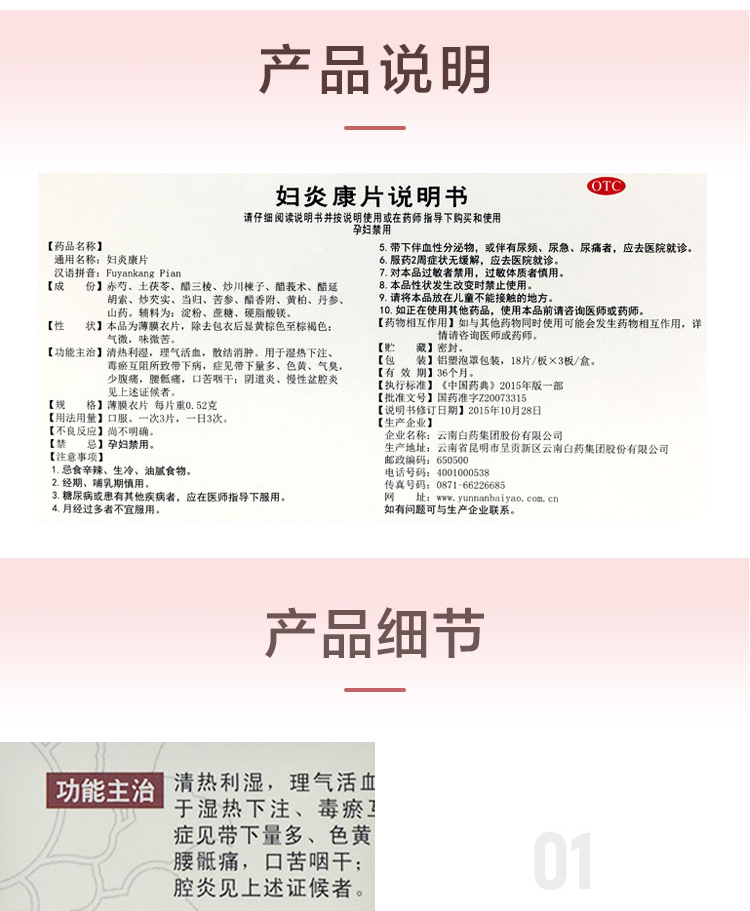 产品说明
OTC
妇炎康片说明书
请仔细阅读说明书并按说明使用或在药师指导下购买和使用
孕妇禁用
【药品名称】
通用名称：妇炎康片
汉语拼音：Fuyankang Pian
【成　份】赤芍、土茯苓、醋三棱、炒川楝子、醋莪术、醋延
胡索、炒芡实、当归、苦参、醋香附、黄柏、丹参、
山药。辅料为：淀粉、蔗糖、硬脂酸镁。
【性　状】本品为薄膜衣片，除去包衣后显黄棕色至棕褐色；
气微，味微苦。
【功能主治】清热利湿，理气活血，散结消肿。用于湿热下注、
毒瘀互阻所致带下病，症见带下量多、色黄、气臭，
少腹痛，腰骶痛，口苦咽干；阴道炎、慢性盆腔炎
见上述证候者。
【规　格】薄膜衣片 每片重0.52克
【用法用量】口服。一次3片，一日3次。
【不良反应】尚不明确。
【禁　忌】孕妇禁用。
【注意事项】
1. 忌食辛辣、生冷、油腻食物。
2. 经期、哺乳期慎用。
3. 糖尿病或患有其他疾病者，应在医师指导下服用。
4. 月经过多者不宜服用。
5. 带下伴血性分泌物，或伴有尿频、尿急、尿痛者，应去医院就诊。
6. 服药2周症状无缓解，应去医院就诊。
7. 对本品过敏者禁用，过敏体质者慎用。
8. 本品性状发生改变时禁止使用。
9. 请将本品放在儿童不能接触的地方。
10. 如正在使用其他药品，使用本品前请咨询医师或药师。
【药物相互作用】如与其他药物同时使用可能会发生药物相互作用，详
情请咨询医师或药师。
【贮　藏】密封。
【包　装】铝塑泡罩包装，18片/板×3板/盒。
【有 效 期】36个月。
【执行标准】《中国药典》2015年版一部
【批准文号】国药准字Z20073315
【说明书修订日期】2015年10月28日
【生产企业】
企业名称：云南白药集团股份有限公司
生产地址：云南省昆明市呈贡新区云南白药集团股份有限公司
邮政编码：650500
电话号码：4001000538
传真号码：0871-66226685
网　址：www.yunnanbaiyao.com.cn
如有问题可与生产企业联系。
产品细节
功能主治
清热利湿，理气活血
于湿热下注、毒瘀互
症见带下量多、色黄
腰骶痛，口苦咽干；
腔炎见上述证候者。
01